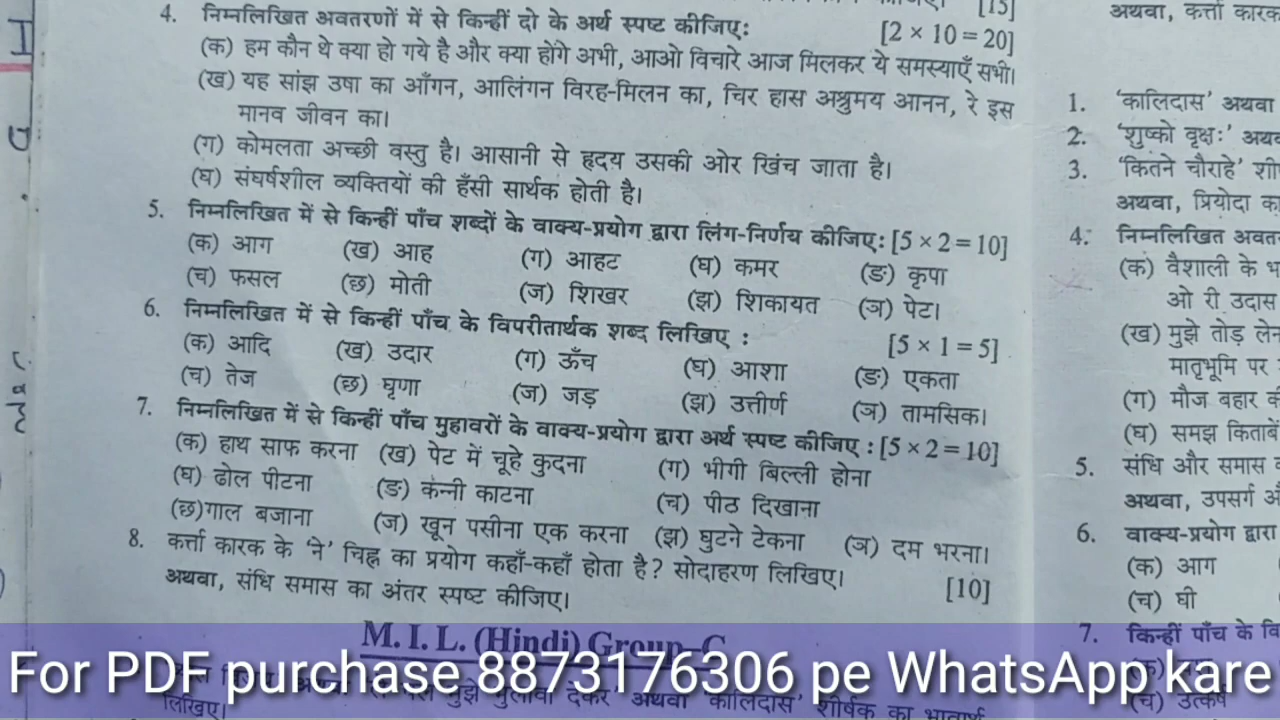 [15]
4. निम्नलिखित अवतरणों में से किन्हीं दो के अर्थ स्पष्ट कीजिए: [2 × 10 = 20]
(क) हम कौन थे क्या हो गये है और क्या होंगे अभी, आओ विचारे आज मिलकर ये समस्याएँ सभी।
(ख) यह सांझ उषा का आँगन, आलिंगन विरह-मिलन का, चिर हास अश्रुमय आनन, रे इस
मानव जीवन का।
(ग) कोमलता अच्छी वस्तु है। आसानी से हृदय उसकी ओर खिंच जाता है।
(घ) संघर्षशील व्यक्तियों की हँसी सार्थक होती है।
5. निम्नलिखित में से किन्हीं पाँच शब्दों के वाक्य-प्रयोग द्वारा लिंग-निर्णय कीजिए: [5 × 2 = 10]
(क) आग (ख) आह (ग) आहट (घ) कमर (ङ) कृपा
(च) फसल (छ) मोती (ज) शिखर (झ) शिकायत (ञ) पेट।
6. निम्नलिखित में से किन्हीं पाँच के विपरीतार्थक शब्द लिखिए : [5 × 1 = 5]
(क) आदि (ख) उदार (ग) ऊँच (घ) आशा (ङ) एकता
(च) तेज (छ) घृणा (ज) जड़ (झ) उत्तीर्ण (ञ) तामसिक।
7. निम्नलिखित में से किन्हीं पाँच मुहावरों के वाक्य-प्रयोग द्वारा अर्थ स्पष्ट कीजिए : [5 × 2 = 10]
(क) हाथ साफ करना (ख) पेट में चूहे कुदना (ग) भीगी बिल्ली होना
(घ) ढोल पीटना (ङ) कन्नी काटना (च) पीठ दिखाना
(छ)गाल बजाना (ज) खून पसीना एक करना (झ) घुटने टेकना (ञ) दम भरना।
8. कर्त्ता कारक के 'ने' चिह्न का प्रयोग कहाँ-कहाँ होता है? सोदाहरण लिखिए। [10]
अथवा, संधि समास का अंतर स्पष्ट कीजिए।
M. I. L. (Hindi) Group-C
मुझे बुलावा देकर' अथवा 'कालिदास' शीर्षक का
लिखिए।
अथवा, कर्त्ता कारक
1. 'कालिदास' अथवा
2. 'शुष्को वृक्षः'
3. 'कितने चौराहे'
अथवा, प्रियोदा
4. निम्नलिखित
(क) वैशाली के
ओ री उदास
(ख) मुझे तोड़
मातृभूमि पर
(ग) मौज बहार
(घ) समझ किताबें
5. संधि और समास
अथवा, उपसर्ग
6. वाक्य-प्रयोग द्वारा
(क) आग
(च) घी
7. किन्हीं पाँच के
(च) उत्कर्ष
For PDF purchase 8873176306 pe WhatsApp kare